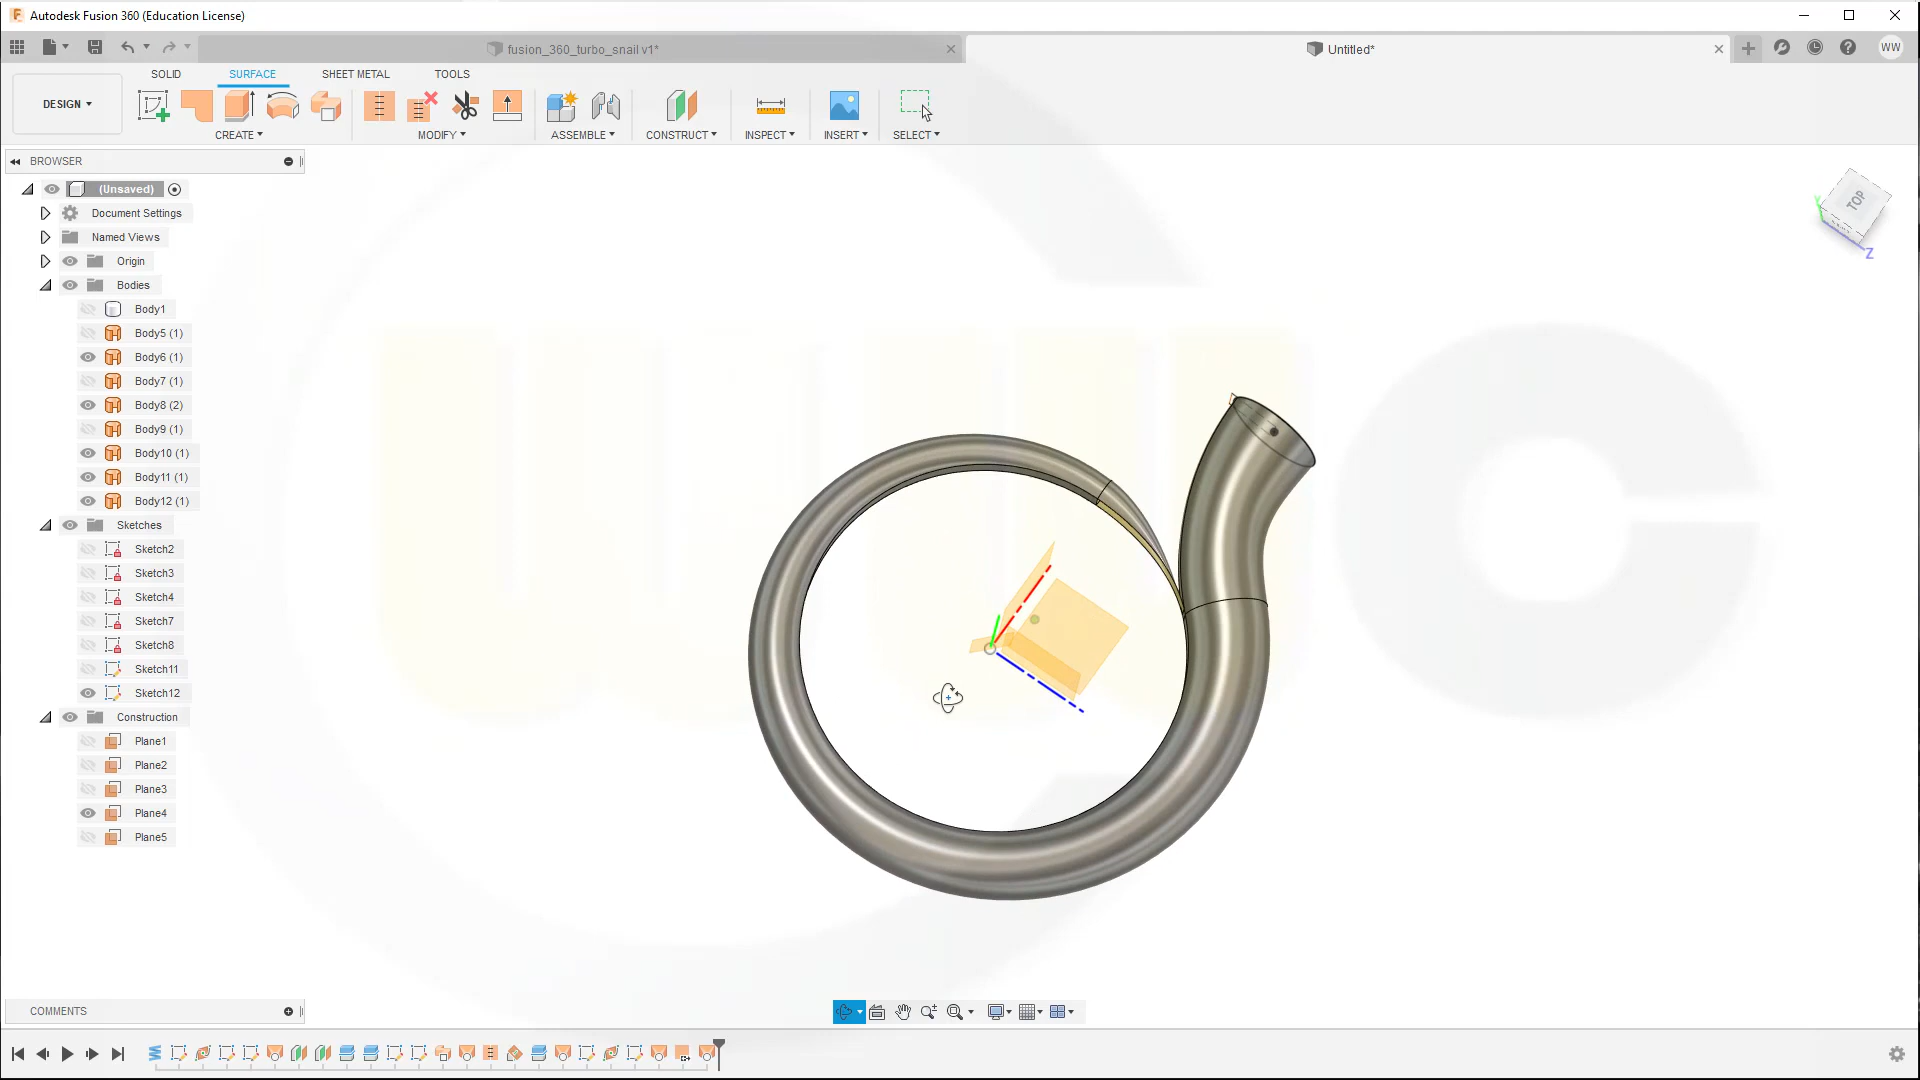 Autodesk Fusion 360 (Education License)
fusion_360_turbo_snail v1*
Untitled*
WW
SOLID
SURFACE
SHEET METAL
TOOLS
DESIGN
CREATE
MODIFY
ASSEMBLE
CONSTRUCT
INSPECT
INSERT
SELECT
BROWSER
(Unsaved)
Document Settings
Named Views
Origin
Bodies
Body1
Body5 (1)
Body6 (1)
Body7 (1)
Body8 (2)
Body9 (1)
Body10 (1)
Body11 (1)
Body12 (1)
Sketches
Sketch2
Sketch3
Sketch4
Sketch7
Sketch8
Sketch11
Sketch12
Construction
Plane1
Plane2
Plane3
Plane4
Plane5
TOP
Y
Z
COMMENTS